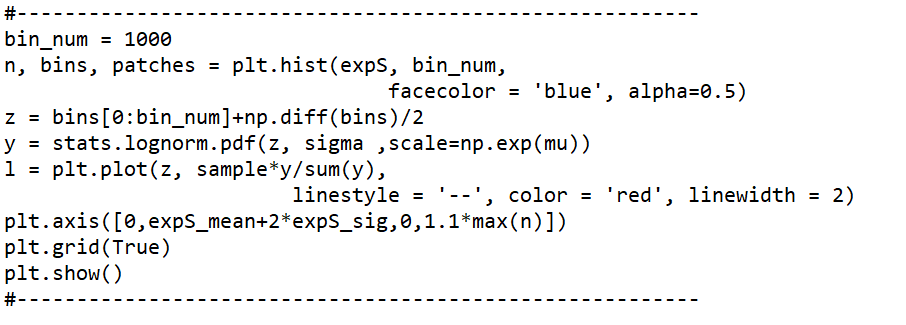 #---------------------------------------------------------
bin_num = 1000
n, bins, patches = plt.hist(expS, bin_num,
                                facecolor = 'blue', alpha=0.5)
z = bins[0:bin_num]+np.diff(bins)/2
y = stats.lognorm.pdf(z, sigma ,scale=np.exp(mu))
l = plt.plot(z, sample*y/sum(y),
                        linestyle = '--', color = 'red', linewidth = 2)
plt.axis([0,expS_mean+2*expS_sig,0,1.1*max(n)])
plt.grid(True)
plt.show()
#---------------------------------------------------------